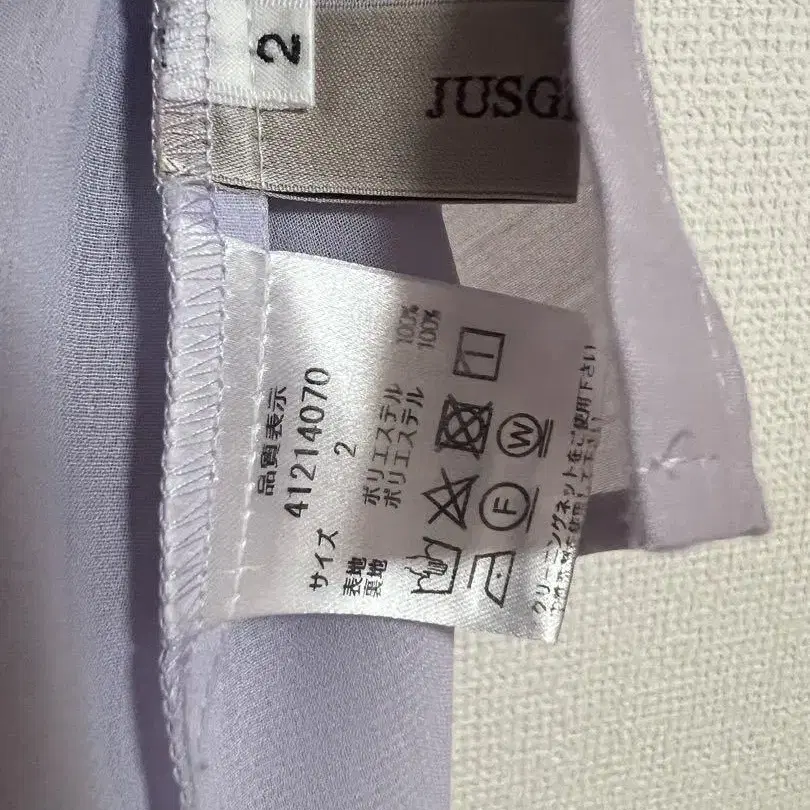 2
JUSG
品質表示
41214070
サイズ 2
表地 ポリエステル 100%
裏地 ポリエステル 100%
F W
クリーニングネットをご使用下さい